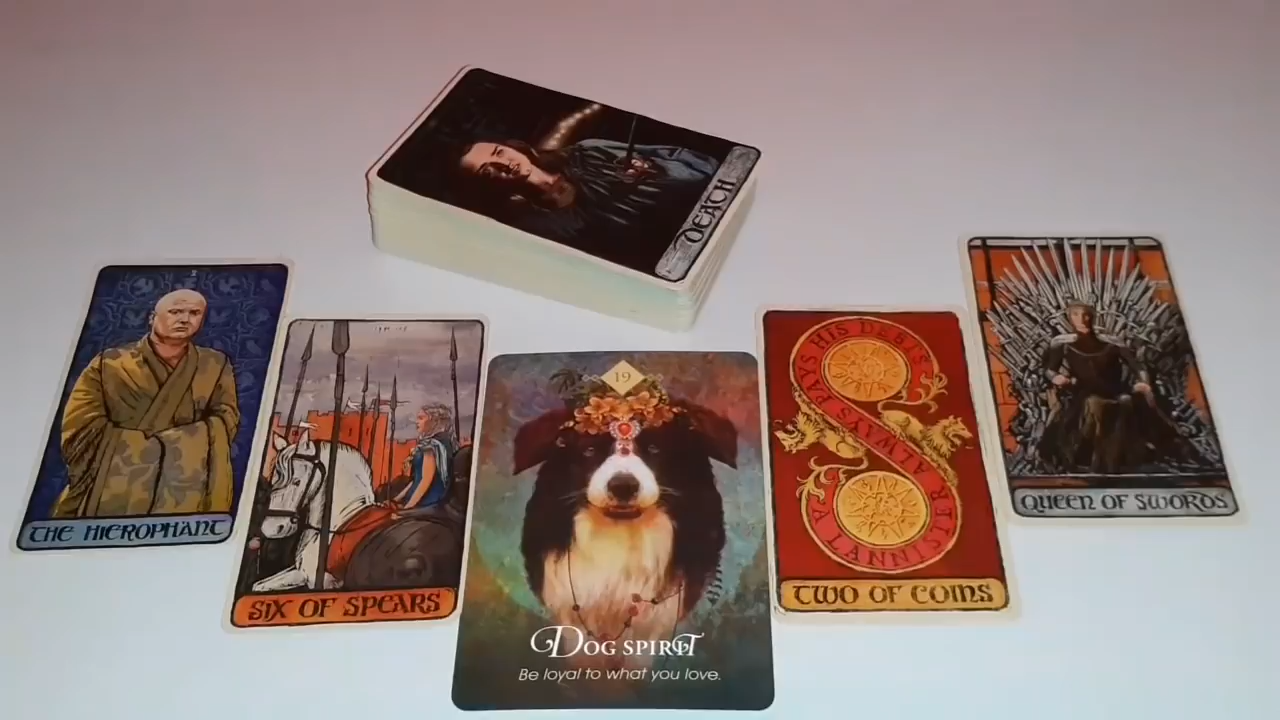 DEATH
THE HIEROPHANT
SIX OF SPEARS
19
DOG SPIRIT
Be loyal to what you love.
A LANNISTER ALWAYS PAYS HIS DEBTS
TWO OF COINS
QUEEN OF SWORDS